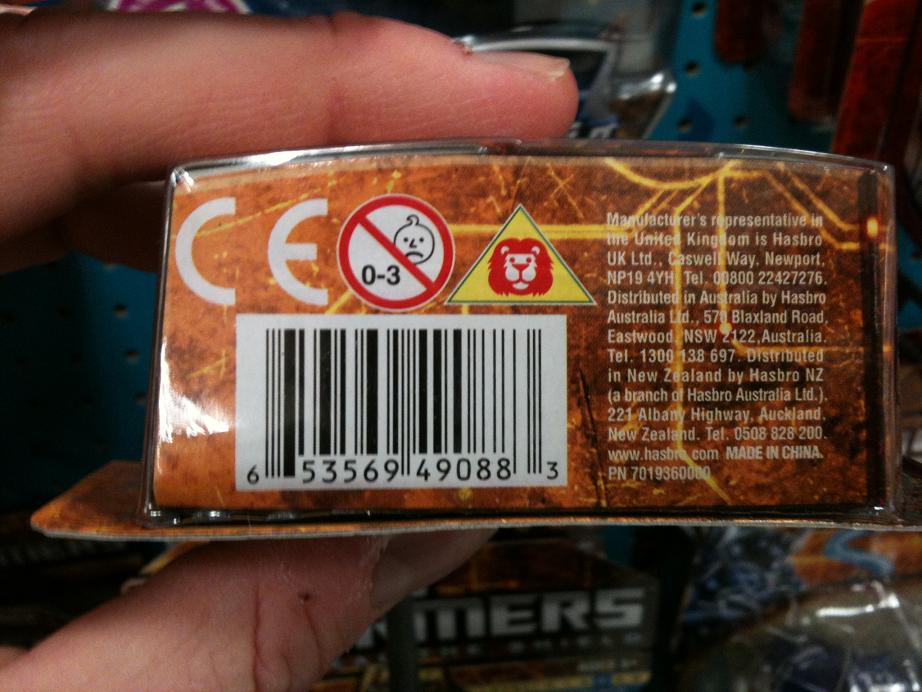 CE
0-3
Manufacturer's representative in
the United Kingdom is Hasbro
UK Ltd., Caswell Way, Newport,
NP19 4YH Tel. 00800 22427276.
Distributed in Australia by Hasbro
Australia Ltd., 570 Blaxland Road,
Eastwood, NSW 2122, Australia.
Tel. 1300 138 697. Distributed
in New Zealand by Hasbro NZ
(a branch of Hasbro Australia Ltd.).
221 Albany Highway, Auckland,
New Zealand. Tel. 0508 828 200.
www.hasbro.com MADE IN CHINA.
PN 7019360000
6 53569 49088 3
MERS